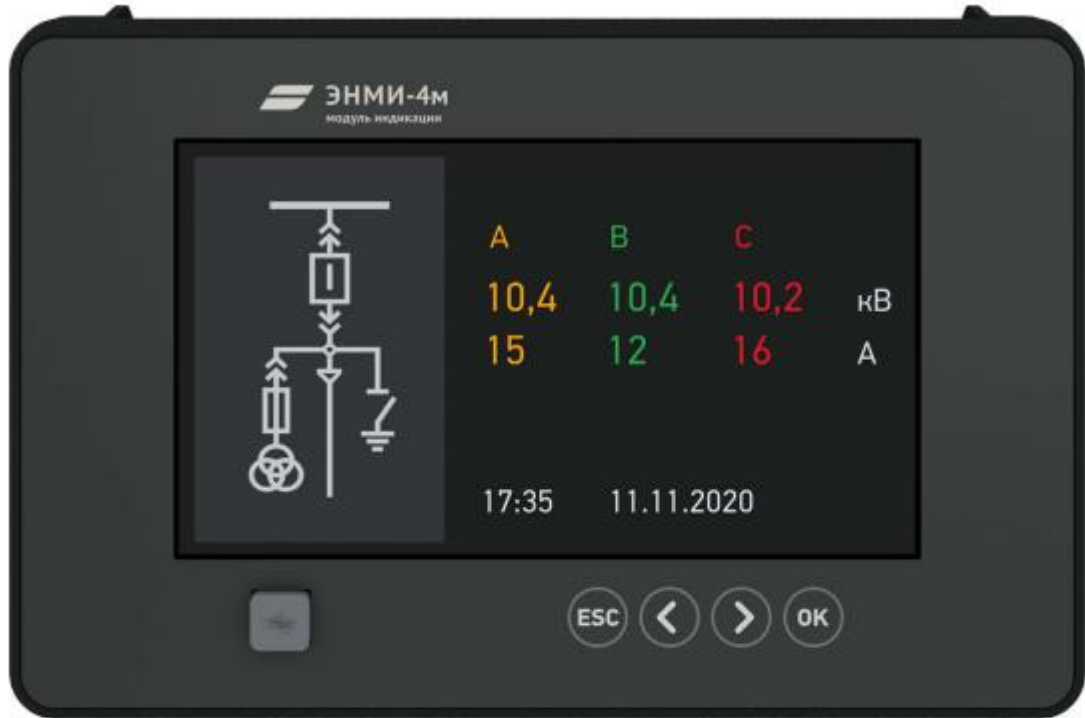 ЭНМИ-4м
модуль индикации
A B C
10,4 10,4 10,2 кВ
15 12 16 А
17:35 11.11.2020
ESC OK